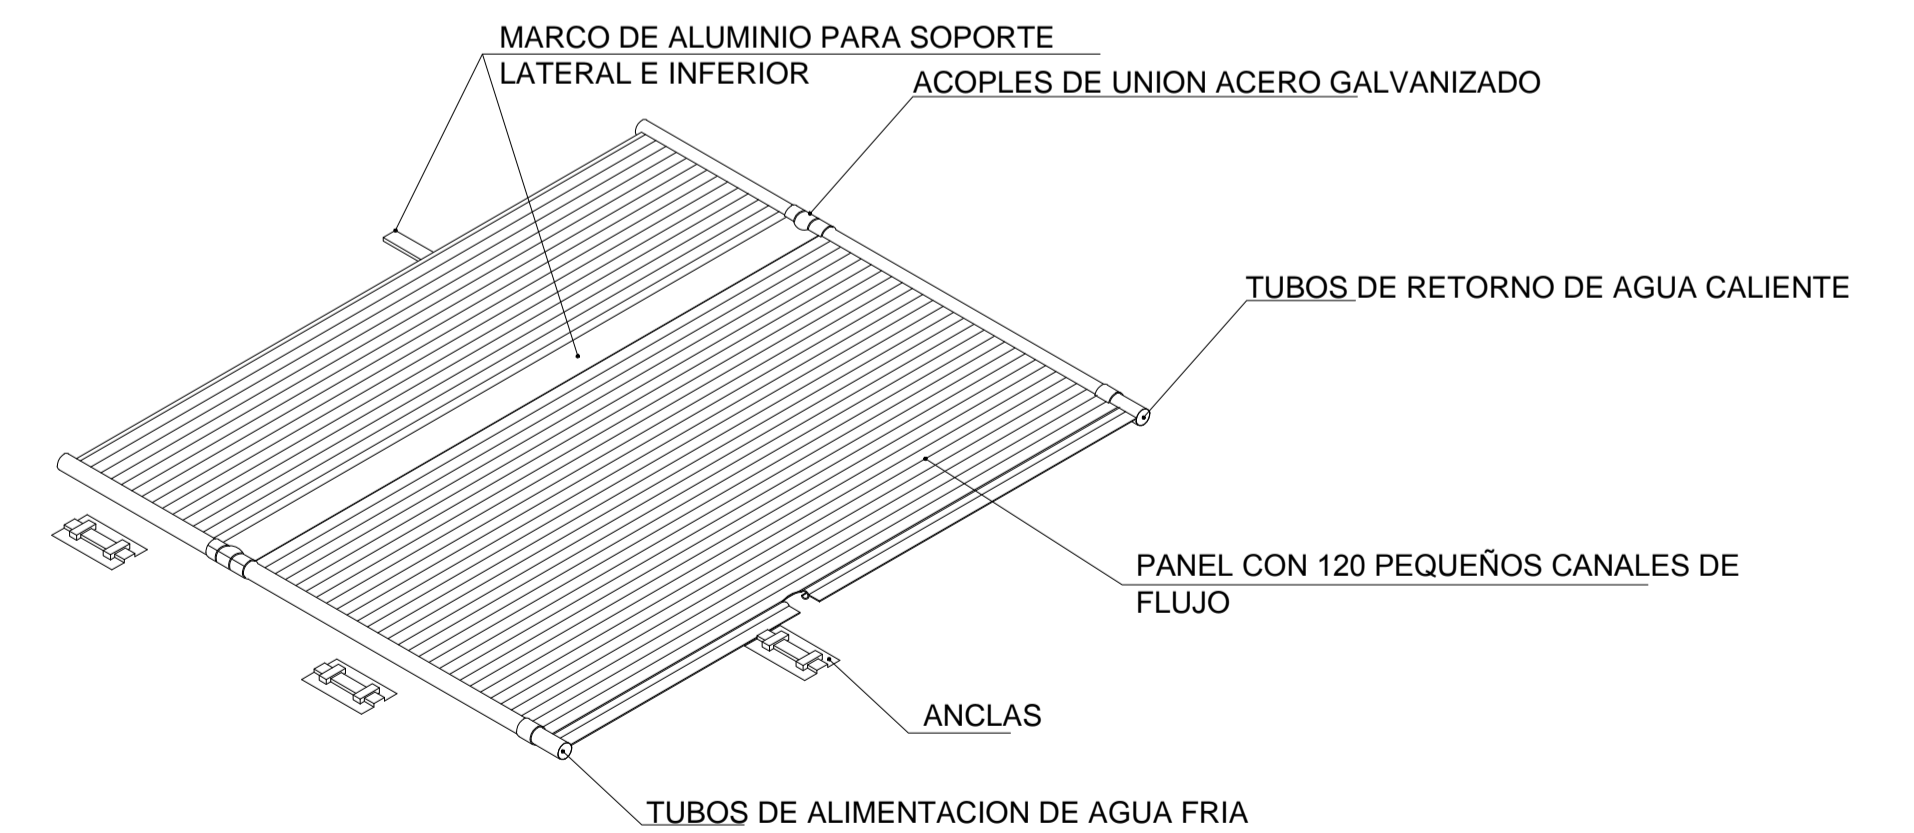 MARCO DE ALUMINIO PARA SOPORTE
LATERAL E INFERIOR
ACOPLES DE UNION ACERO GALVANIZADO
TUBOS DE RETORNO DE AGUA CALIENTE
PANEL CON 120 PEQUEÑOS CANALES DE
FLUJO
ANCLAS
TUBOS DE ALIMENTACION DE AGUA FRIA